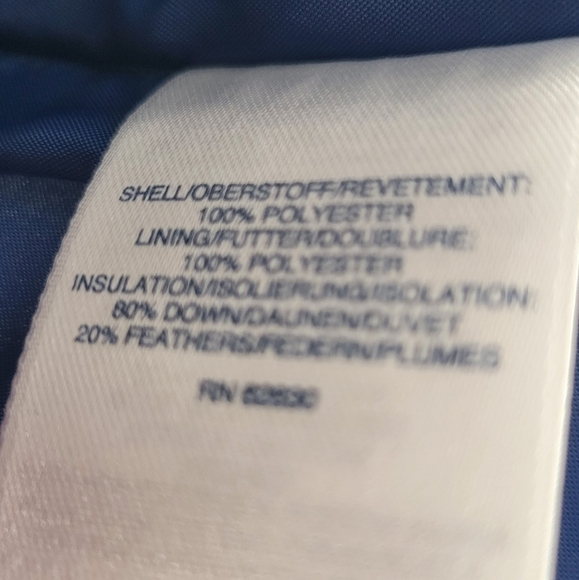 SHELL/OBERSTOFF/REVETEMENT:
100% POLYESTER
LINING/FUTTER/DOUBLURE:
100% POLYESTER
INSULATION/ISOLIERUNG/ISOLATION:
80% DOWN/DAUNEN/DUVET
20% FEATHERS/FEDERN/PLUMES
RN